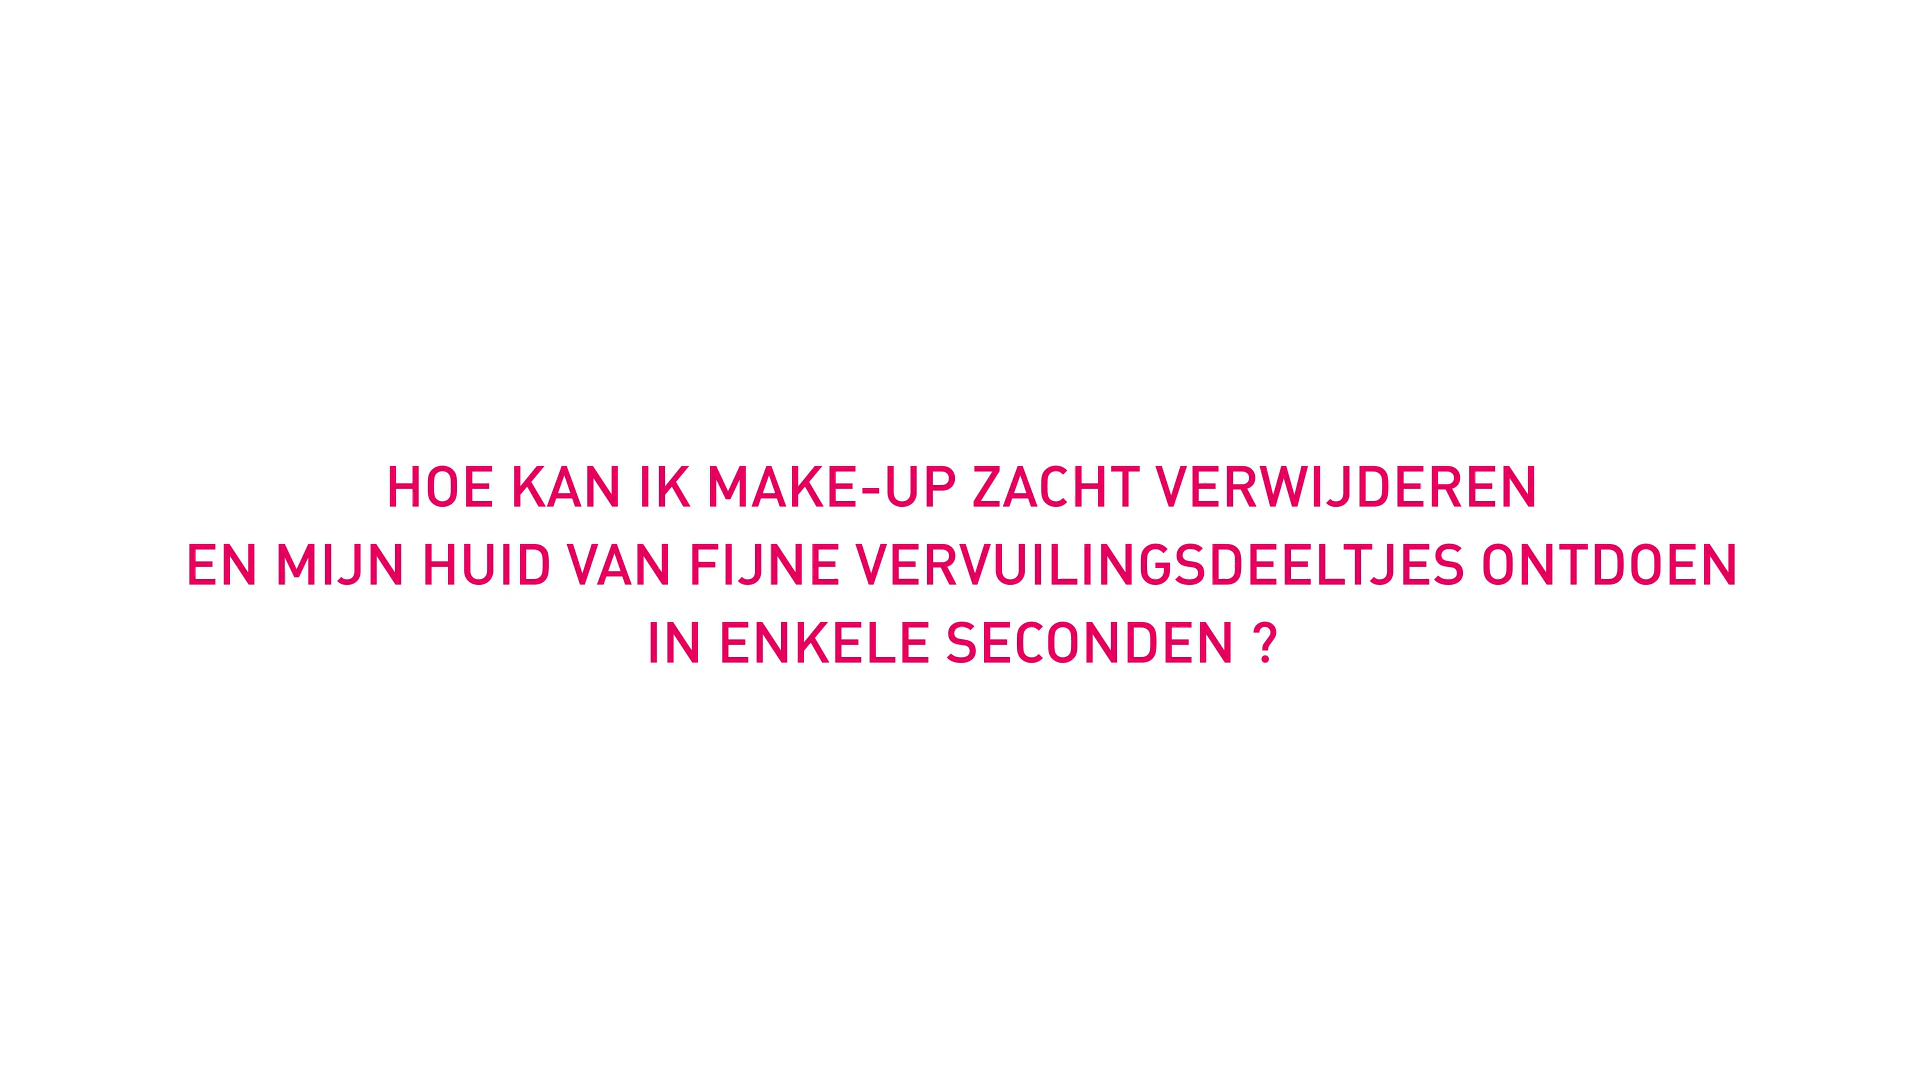 HOE KAN IK MAKE-UP ZACHT VERWIJDEREN
EN MIJN HUID VAN FIJNE VERVUILINGSDEELTJES ONTDOEN
IN ENKELE SECONDEN ?